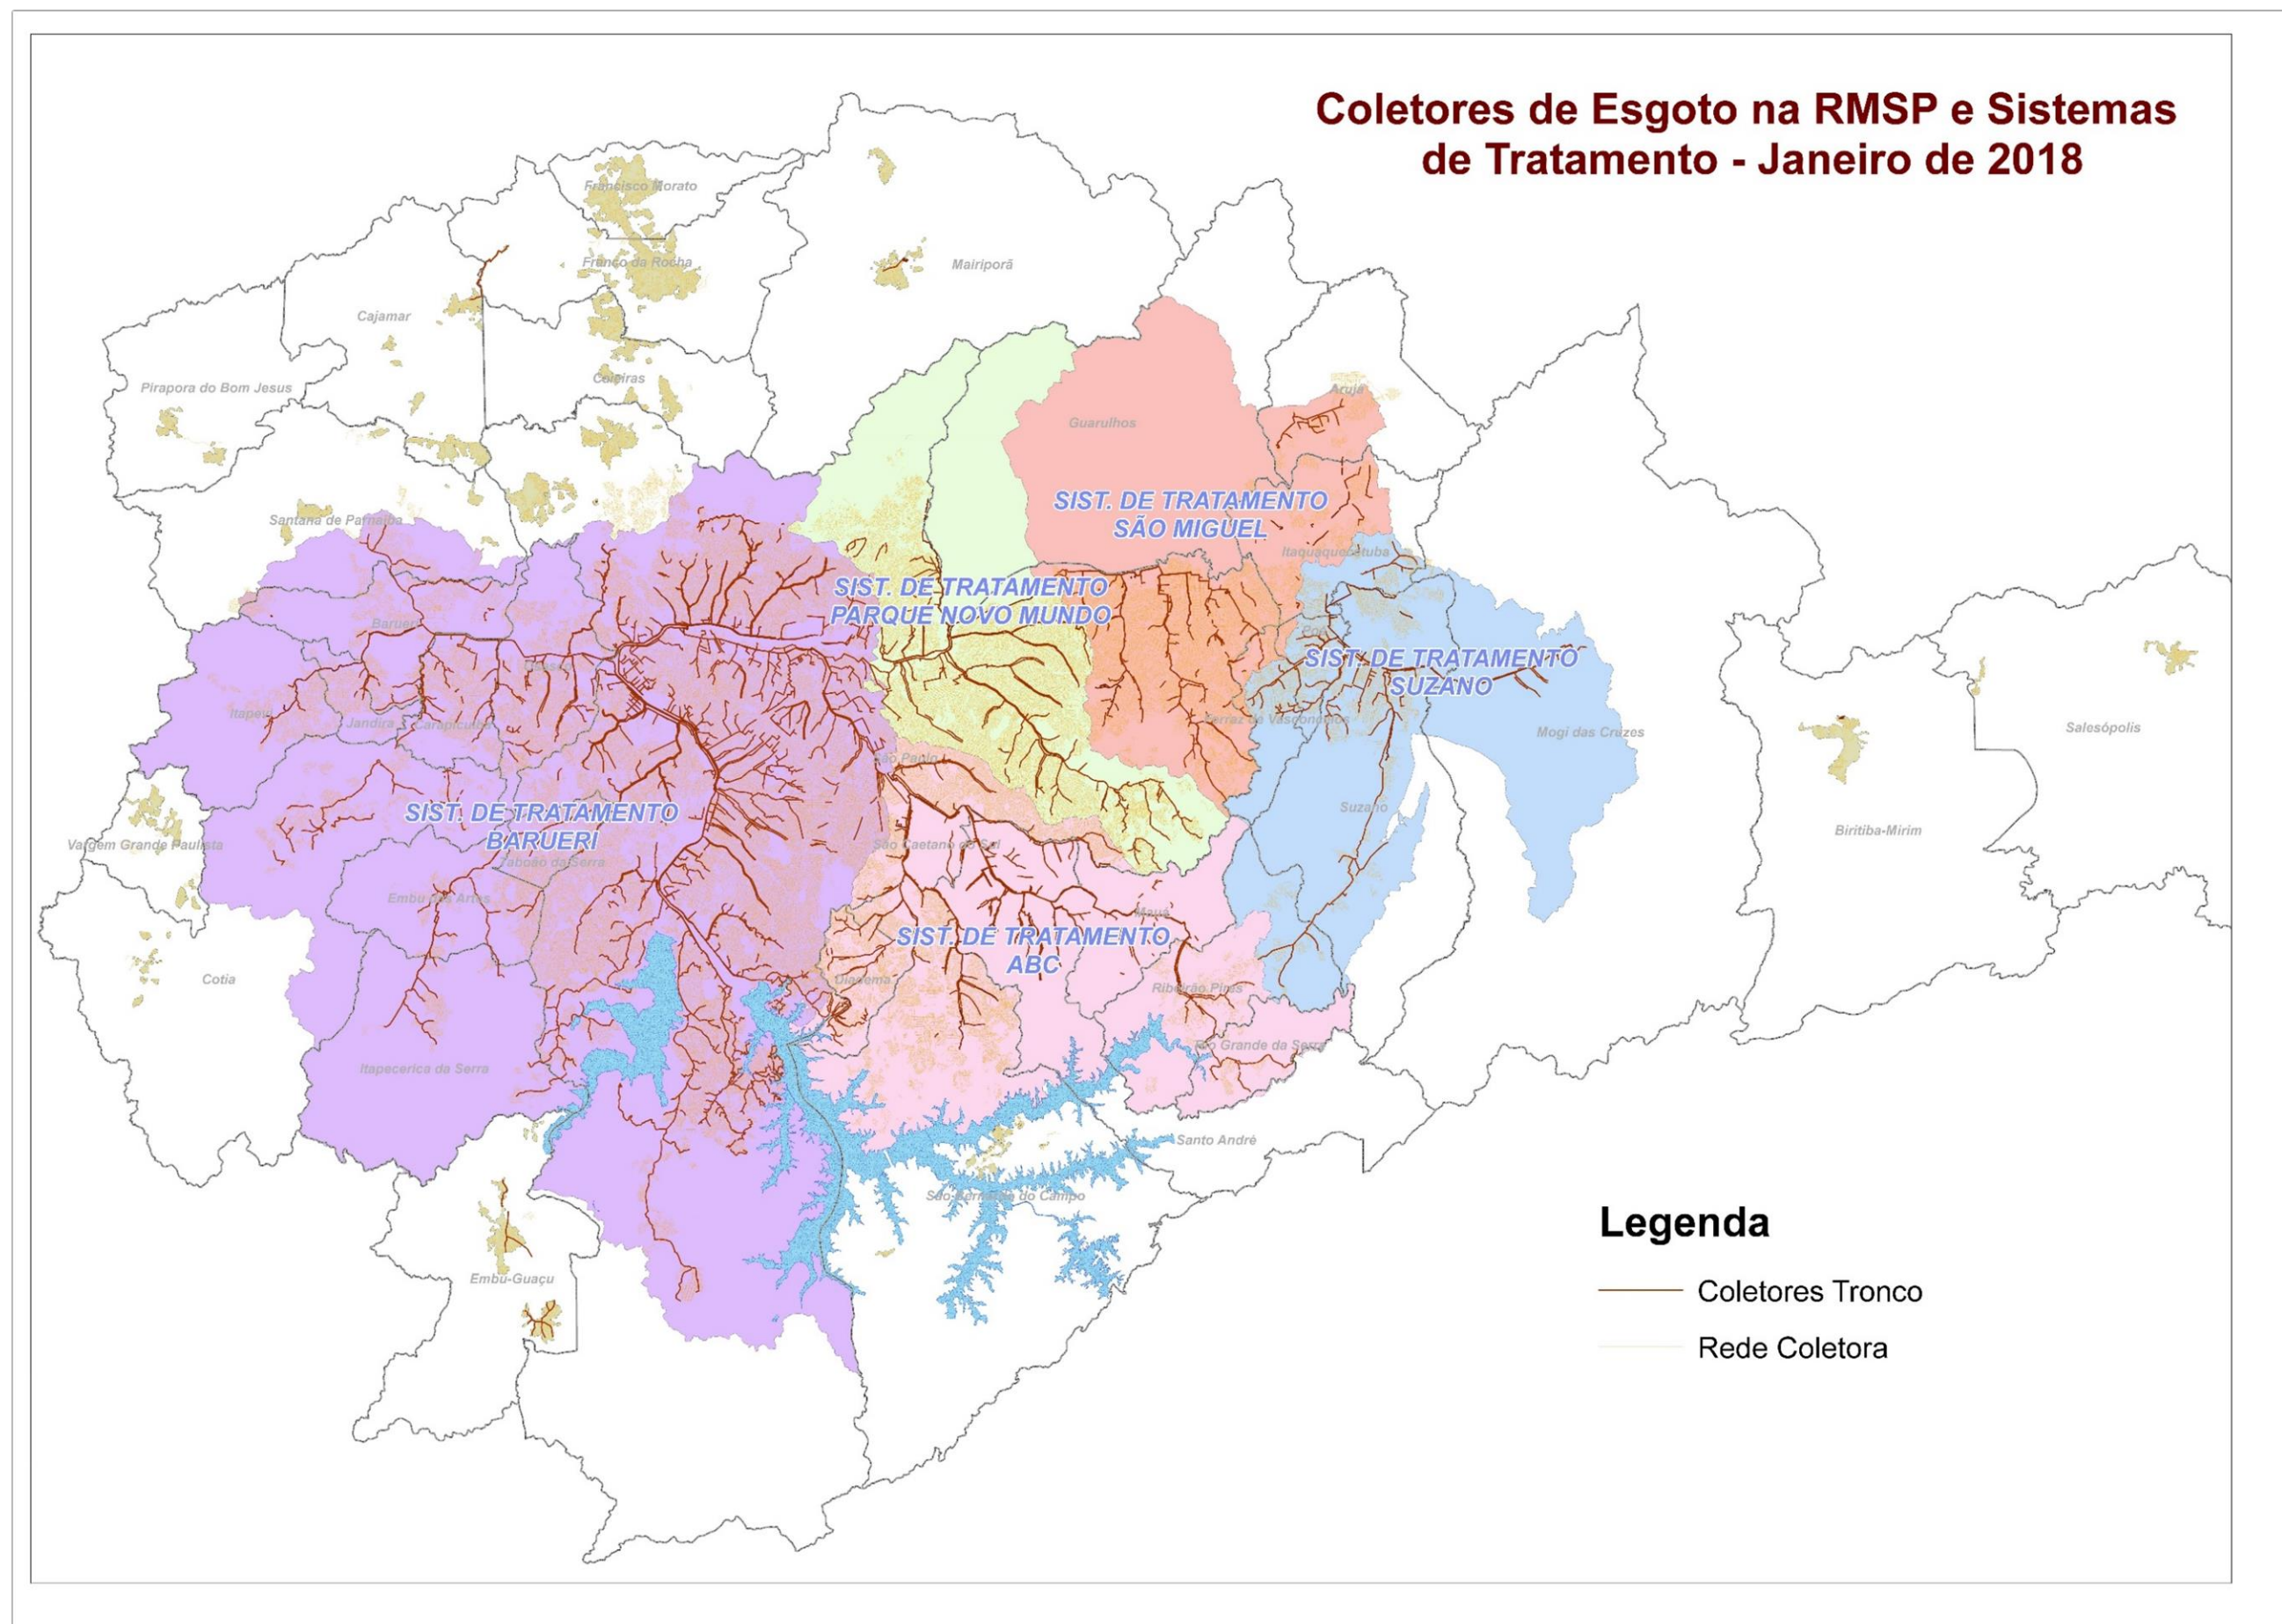 Coletores de Esgoto na RMSP e Sistemas
de Tratamento - Janeiro de 2018
Francisco Morato
Franco da Rocha
Mairiporã
Cajamar
Pirapora do Bom Jesus
Caieiras
Arujá
Guarulhos
SIST. DE TRATAMENTO
SÃO MIGUEL
Santana de Parnaíba
Itaquaquecetuba
SIST. DE TRATAMENTO
PARQUE NOVO MUNDO
Barueri
Poá
Osasco
SIST. DE TRATAMENTO
SUZANO
Itapevi
Jandira
Carapicuíba
Ferraz de Vasconcelos
Mogi das Cruzes
Salesópolis
São Paulo
SIST. DE TRATAMENTO
BARUERI
Suzano
Biritiba-Mirim
Vargem Grande Paulista
São Caetano do Sul
Taboão da Serra
Embu das Artes
Mauá
SIST. DE TRATAMENTO
ABC
Cotia
Diadema
Ribeirão Pires
Rio Grande da Serra
Itapecerica da Serra
Santo André
São Bernardo do Campo
Embu-Guaçu
Legenda
Coletores Tronco
Rede Coletora